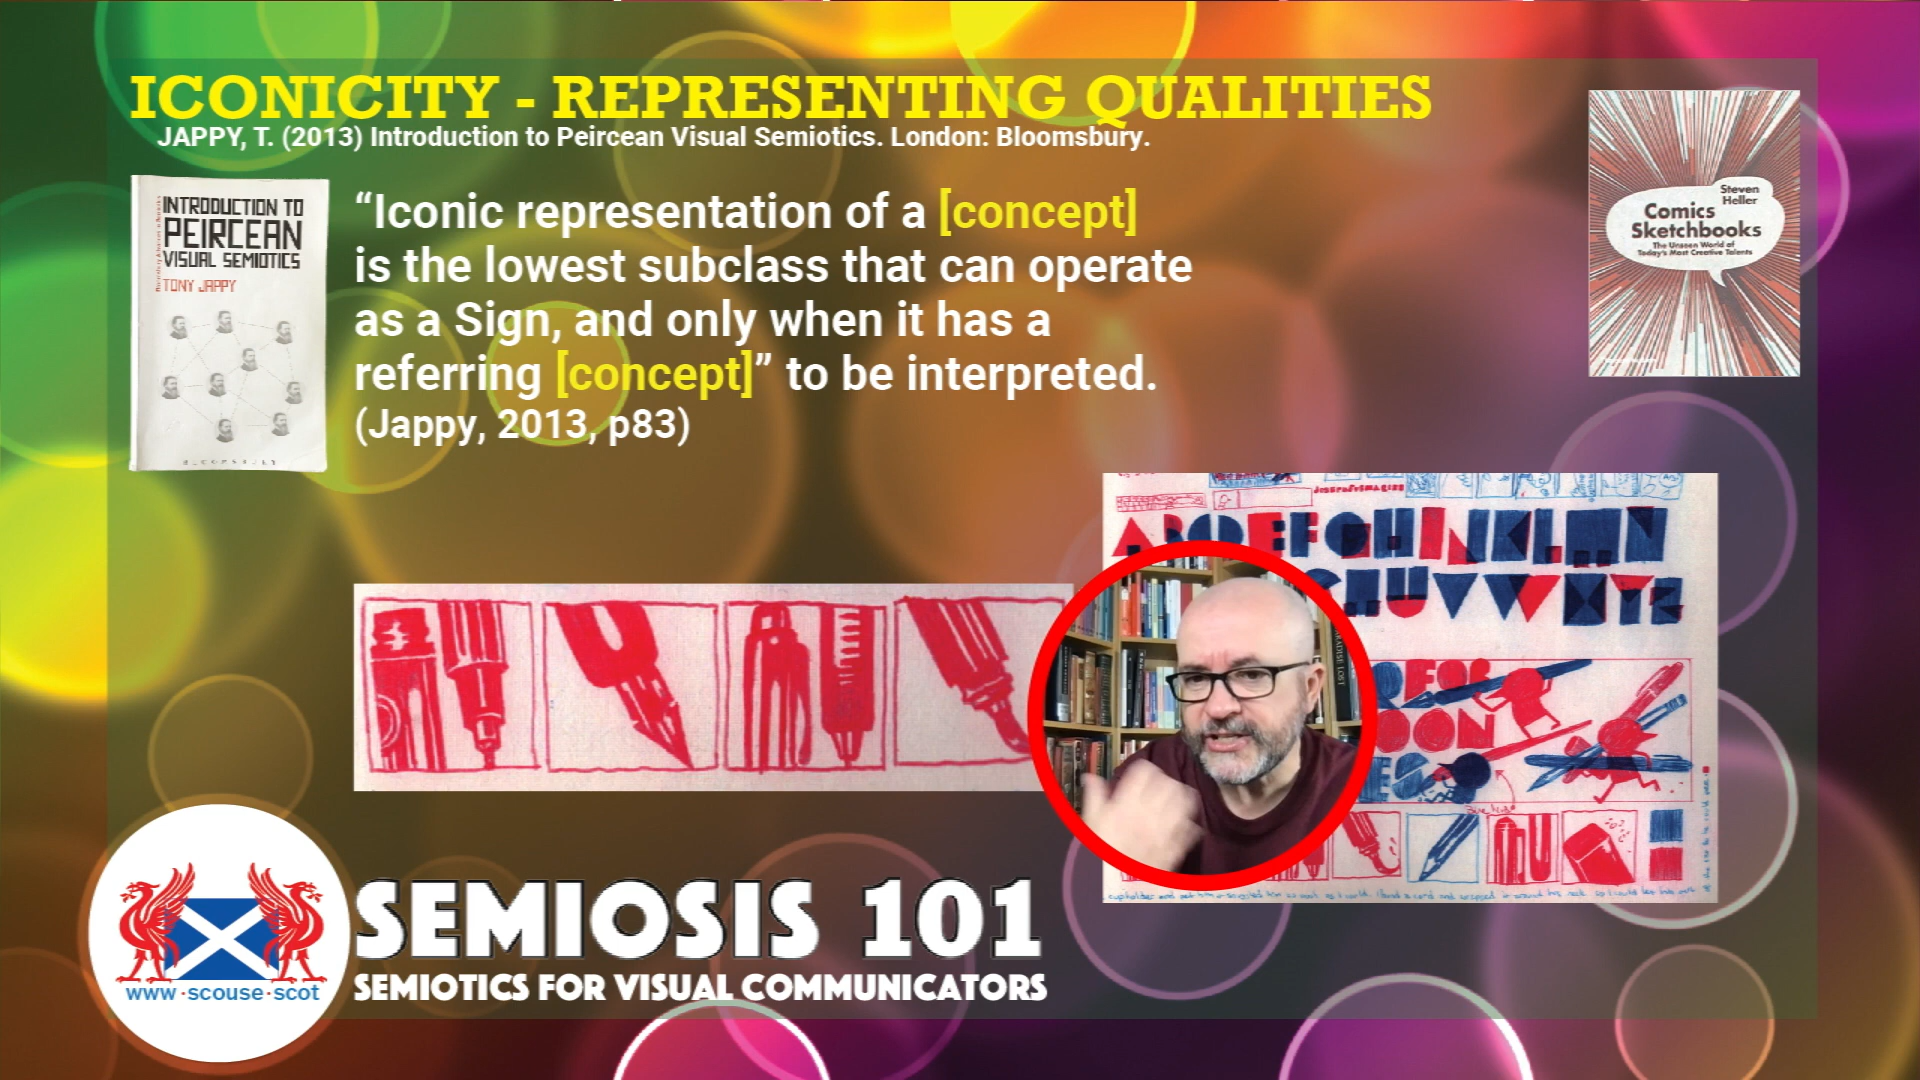 ICONICITY - REPRESENTING QUALITIES
JAPPY, T. (2013) Introduction to Peircean Visual Semiotics. London: Bloomsbury.
INTRODUCTION TO
PEIRCEAN
VISUAL SEMIOTICS
TONY JAPPY
BLOOMSBURY
“Iconic representation of a [concept]
is the lowest subclass that can operate
as a Sign, and only when it has a
referring [concept]” to be interpreted.
(Jappy, 2013, p83)
Steven
Heller
Comics
Sketchbooks
The Unseen World of
Today's Most Creative Talents
PARADISE LOST
SEMIOSIS 101
SEMIOTICS FOR VISUAL COMMUNICATORS
www·scouse·scot